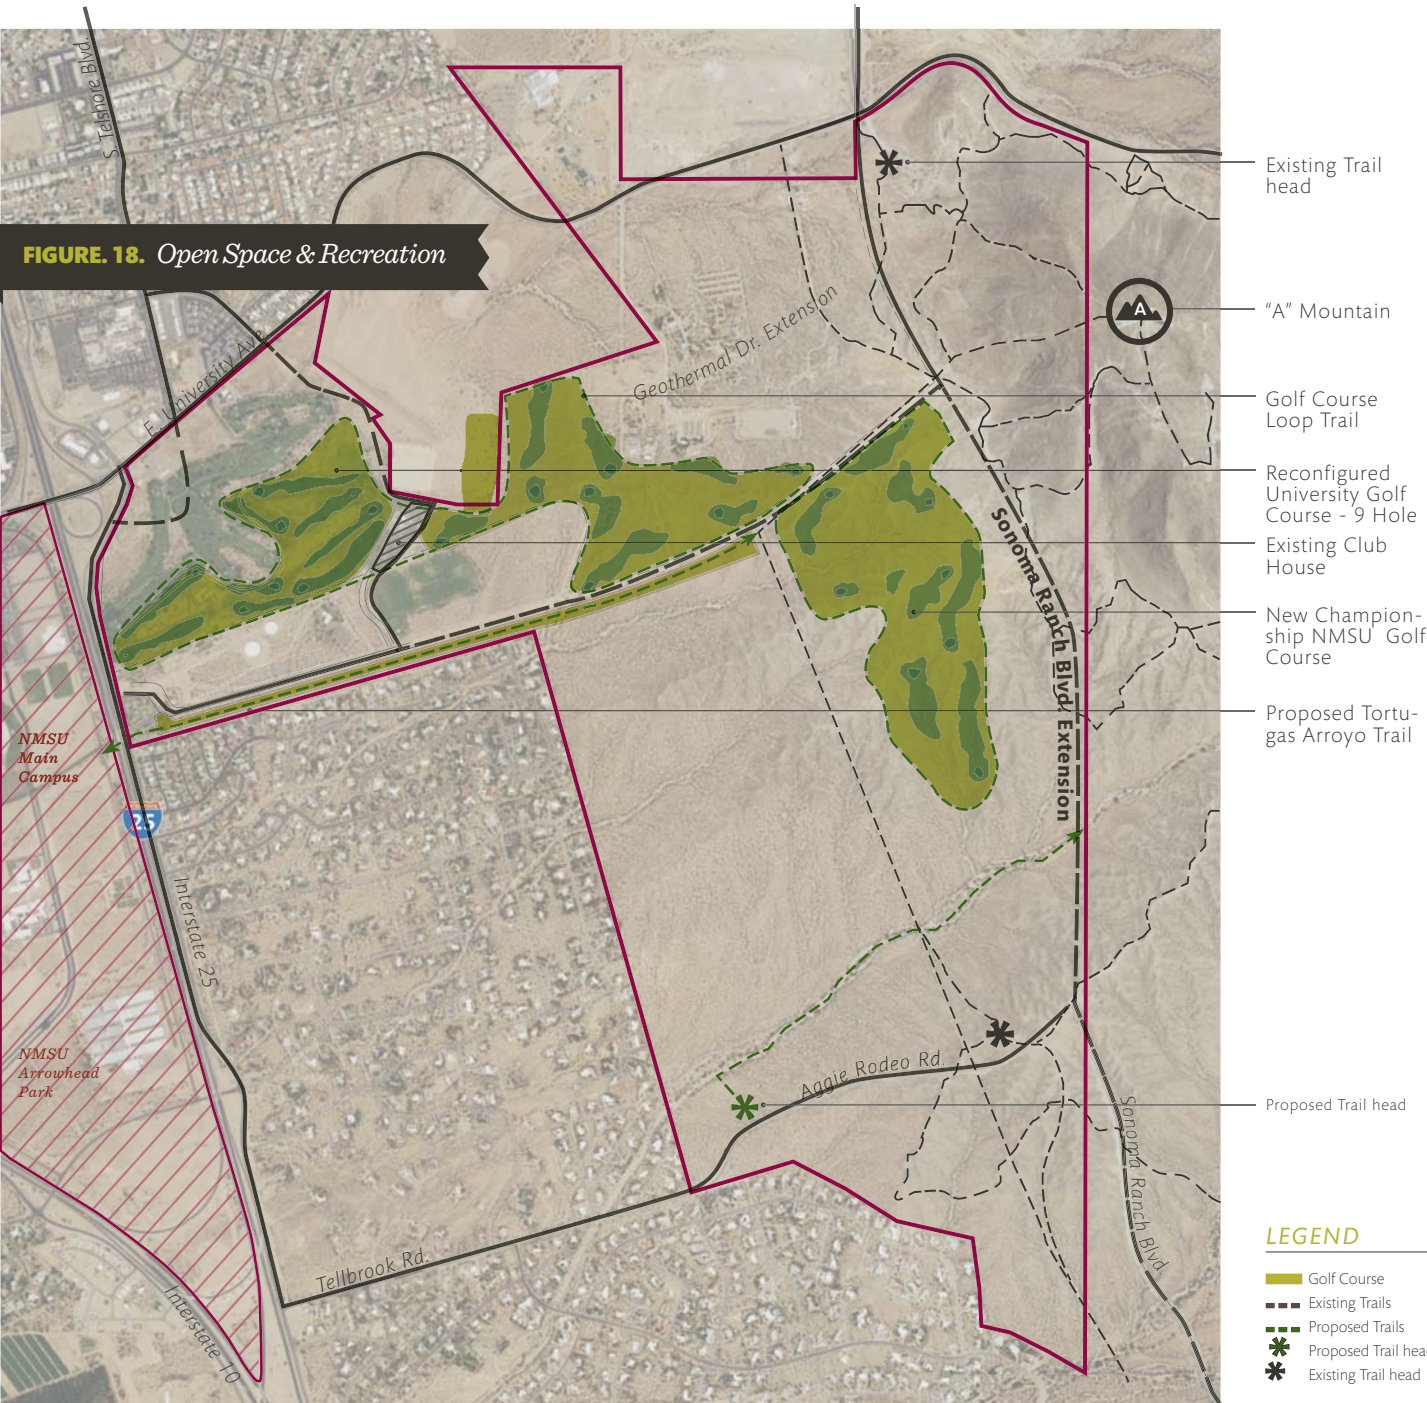 S. Telshore Blvd.
Existing Trail
head
FIGURE. 18. Open Space & Recreation
"A" Mountain
A
Geothermal Dr. Extension
E. University Ave
Golf Course
Loop Trail
Reconfigured
University Golf
Course - 9 Hole
Existing Club
House
Sonoma Ranch Blvd. Extension
New Champion-
ship NMSU Golf
Course
Proposed Tortu-
gas Arroyo Trail
NMSU
Main
Campus
25
Interstate 25
NMSU
Arrowhead
Park
Aggie Rodeo Rd.
Proposed Trail head
Sonoma Ranch Blvd.
Tellbrook Rd.
Interstate 10
LEGEND
Golf Course
Existing Trails
Proposed Trails
Proposed Trail hea
Existing Trail head